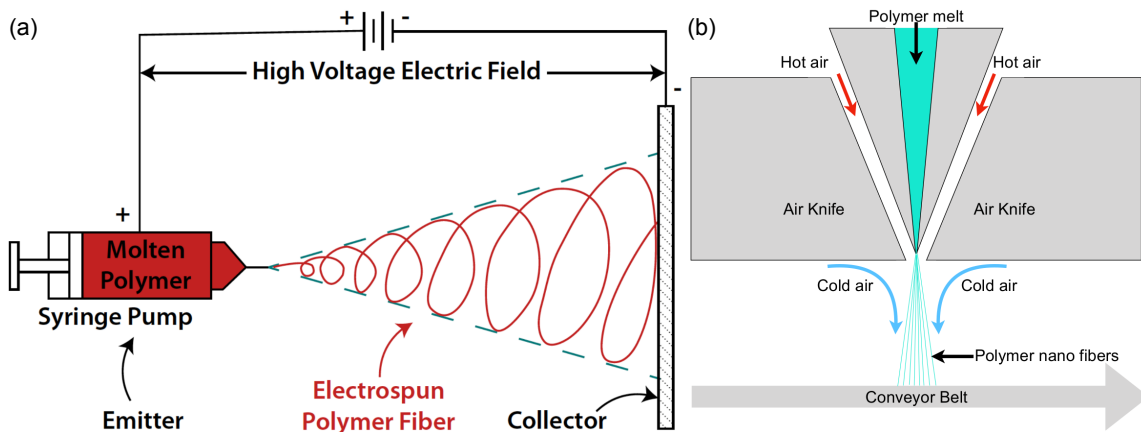 (a)
+
-
High Voltage Electric Field
-
+
Molten
Polymer
Syringe Pump
Emitter
Electrospun
Polymer Fiber
Collector
(b)
Polymer melt
Hot air
Hot air
Air Knife
Air Knife
Cold air
Cold air
Polymer nano fibers
Conveyor Belt